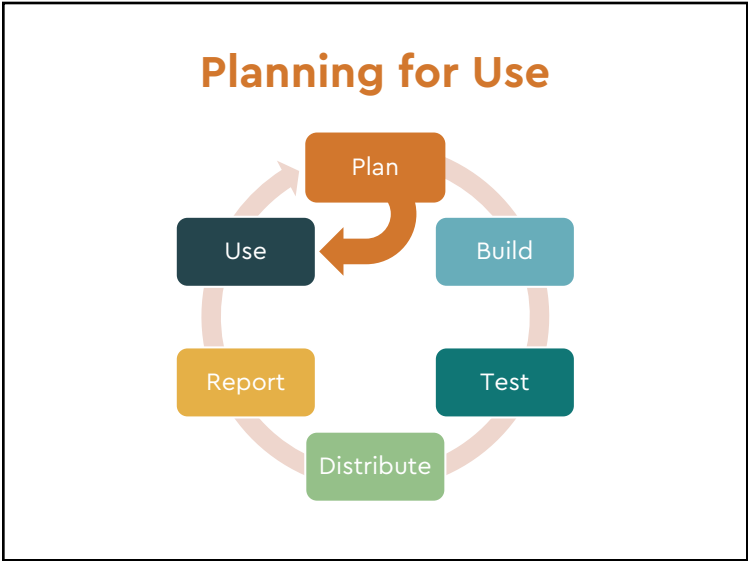 Planning for Use
Plan
Build
Test
Distribute
Report
Use